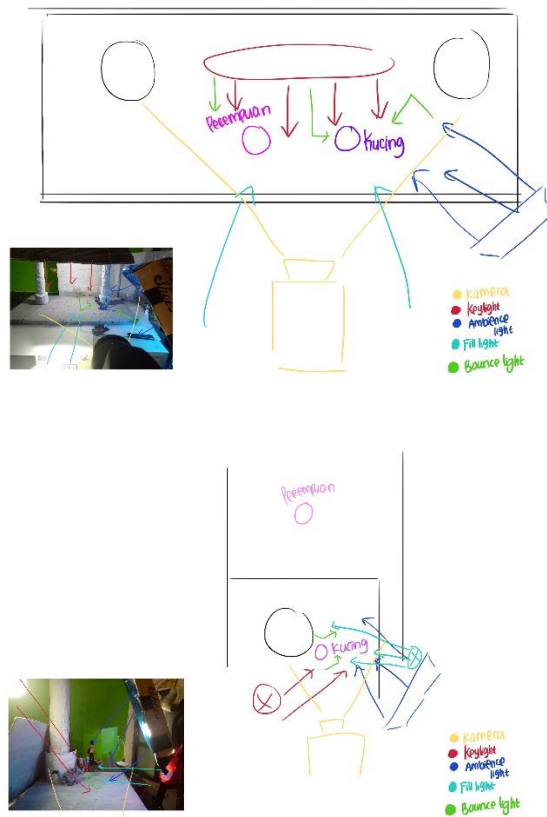 Perempuan
Kucing
Kamera
Keylight
Ambience
light
Fill light
Bounce light
Perempuan
Kucing
Kamera
Keylight
Ambience
light
Fill light
Bounce light